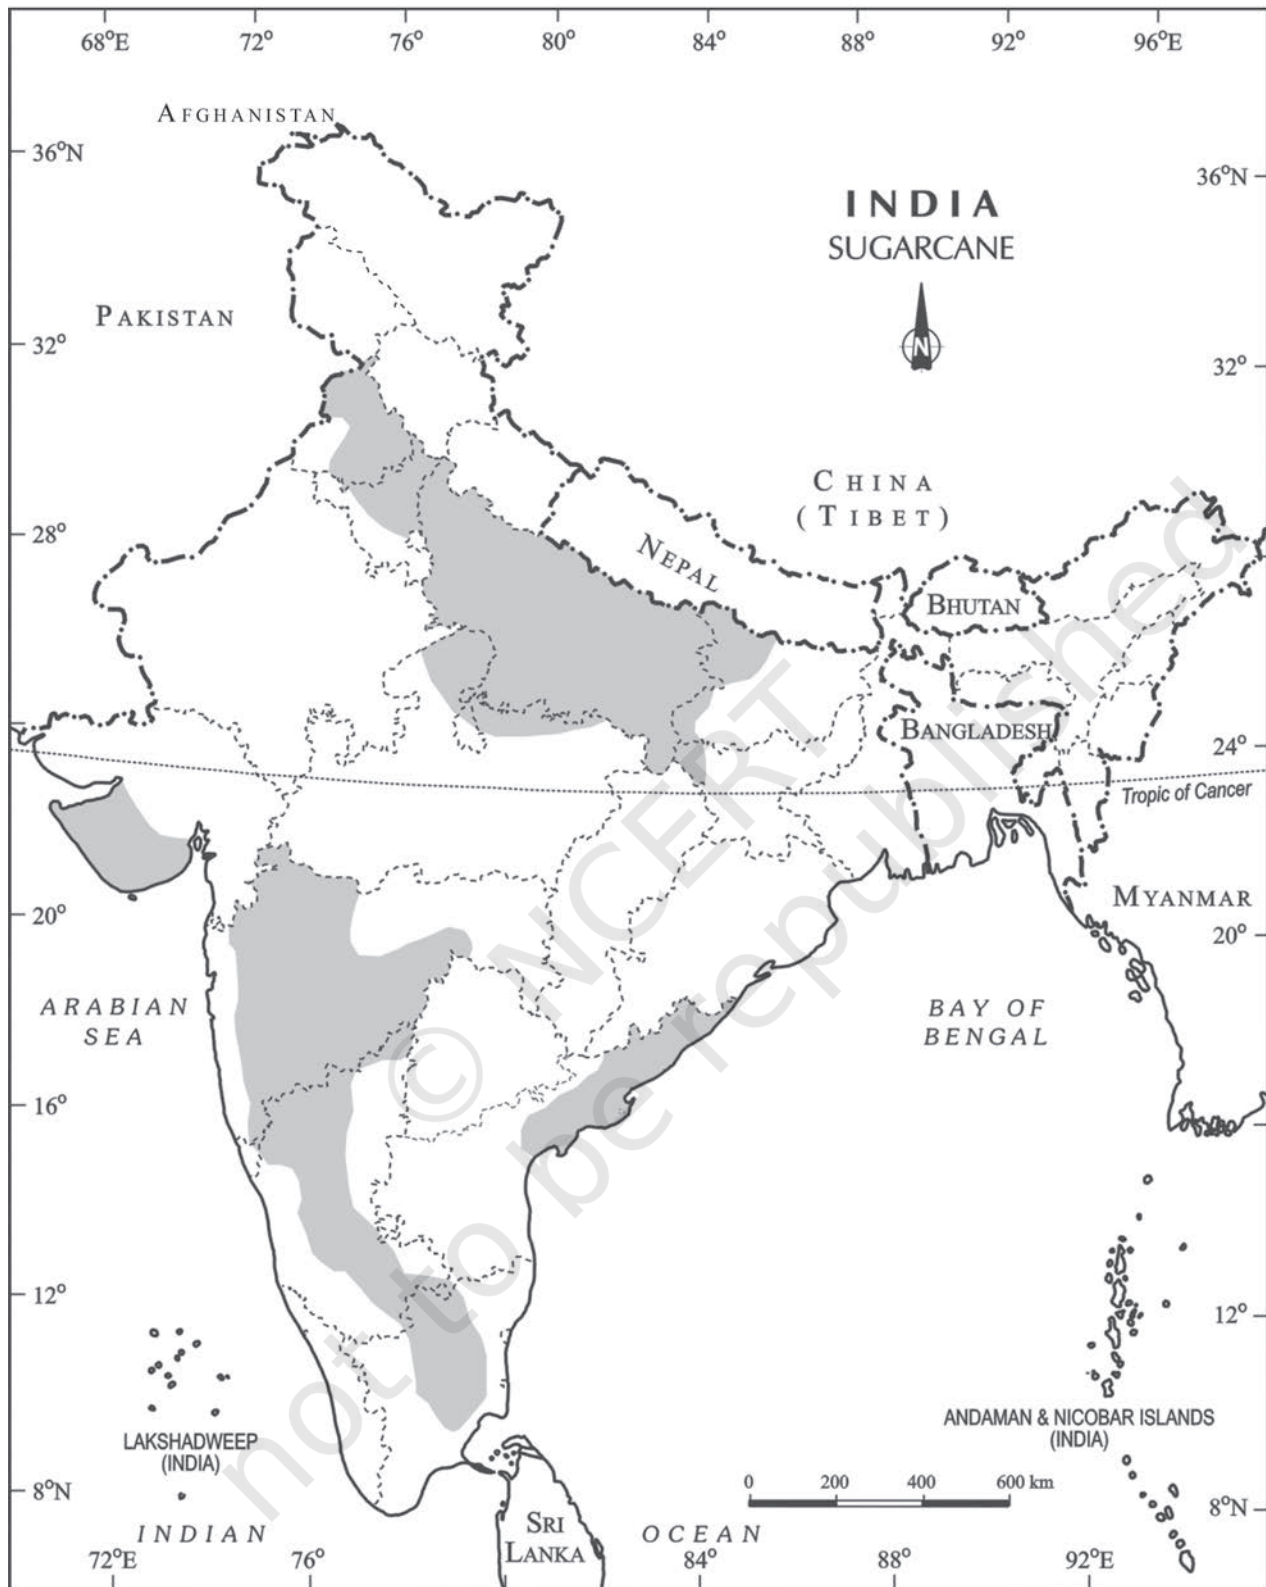 68°E 72° 76° 80° 84° 88° 92° 96°E
AFGHANISTAN
36°N
36°N
INDIA
SUGARCANE
N
PAKISTAN
32°
32°
CHINA
(TIBET)
28°
NEPAL
BHUTAN
BANGLADESH
24°
Tropic of Cancer
MYANMAR
20°
20°
ARABIAN
SEA
BAY OF
BENGAL
16°
12°
12°
LAKSHADWEEP
(INDIA)
ANDAMAN & NICOBAR ISLANDS
(INDIA)
0 200 400 600 km
8°N
8°N
SRI
LANKA
INDIAN OCEAN
72°E 76° 84° 88° 92°E
© NCERT
not to be republished